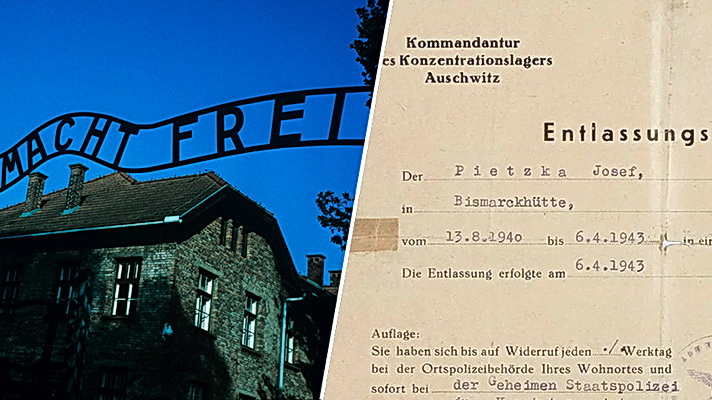 MACHT FREI
Kommandantur
es Konzentrationslagers
Auschwitz
Entlassungs
Der Pietzka Josef,
in Bismarckhütte,
vom 13.8.1940 bis 6.4.1943 in ein
Die Entlassung erfolgte am 6.4.1943
Auflage:
Sie haben sich bis auf Widerruf jeden ./. Werktag
bei der Ortspolizeibehörde Ihres Wohnortes und
sofort bei der Geheimen Staatspolizei